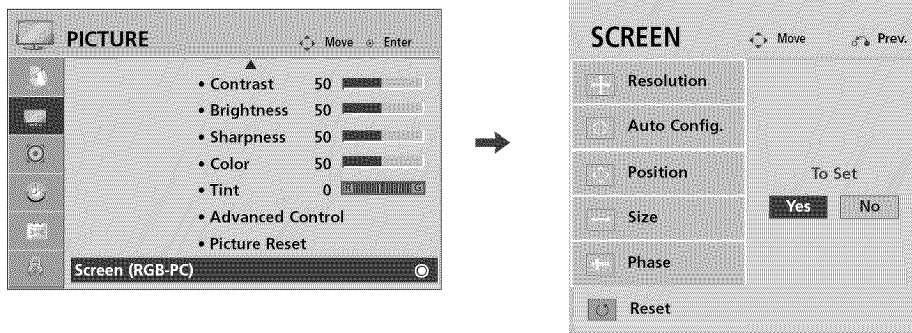 PICTURE
Move Enter
• Contrast 50
• Brightness 50
• Sharpness 50
• Color 50
• Tint 0 R G
• Advanced Control
• Picture Reset
Screen (RGB-PC)
SCREEN
Move Prev.
Resolution
Auto Config.
Position
Size
Phase
Reset
To Set
Yes No